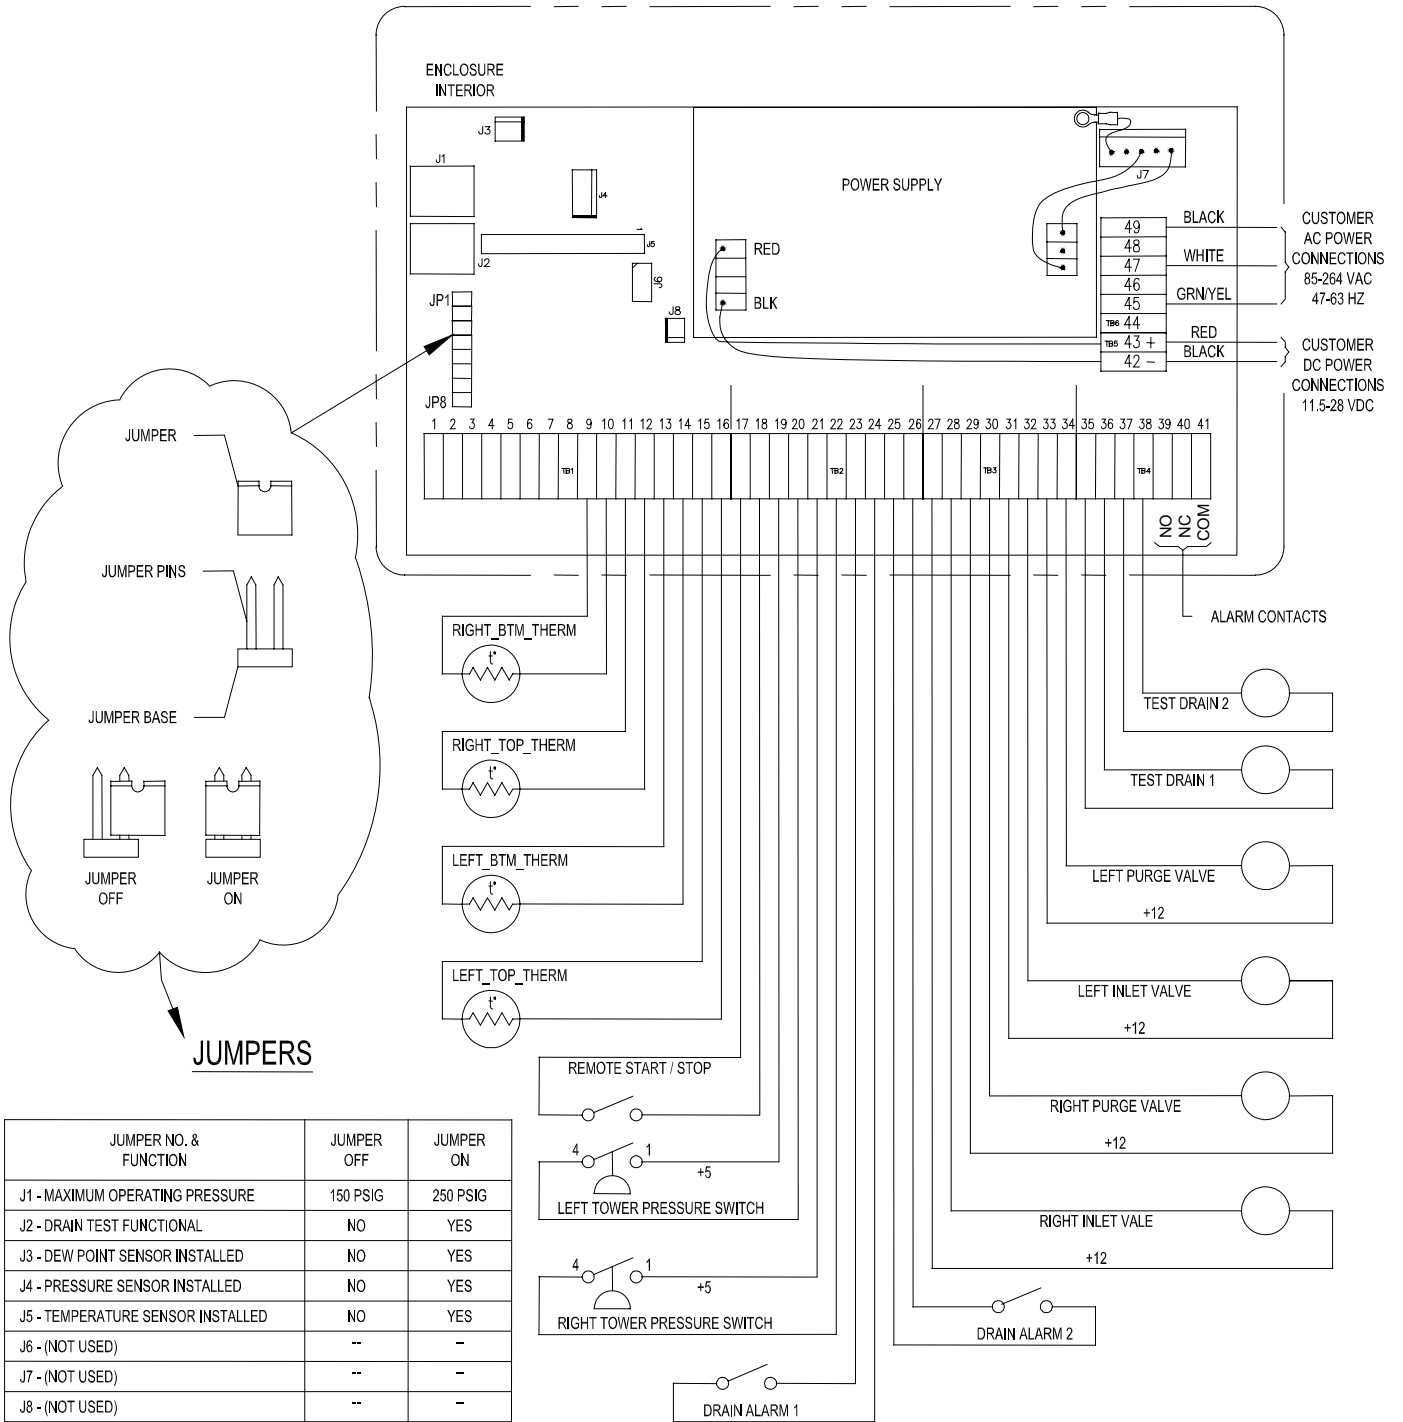 ENCLOSURE
INTERIOR
J3
J1
J4
J2
J5
J6
J8
JP1
JP8
POWER SUPPLY
RED
BLK
J7
49
48
47
46
45
TB6 44
TB5 43 +
42 -
BLACK
WHITE
GRN/YEL
RED
BLACK
CUSTOMER
AC POWER
CONNECTIONS
85-264 VAC
47-63 HZ
CUSTOMER
DC POWER
CONNECTIONS
11.5-28 VDC
1 2 3 4 5 6 7 8 9 10 11 12 13 14 15 16 17 18 19 20 21 22 23 24 25 26 27 28 29 30 31 32 33 34 35 36 37 38 39 40 41
TB1 TB2 TB3 TB4
NO
NC
COM
ALARM CONTACTS
JUMPER
JUMPER PINS
JUMPER BASE
JUMPER
OFF
JUMPER
ON
JUMPERS
RIGHT_BTM_THERM
t°
RIGHT_TOP_THERM
t°
LEFT_BTM_THERM
t°
LEFT_TOP_THERM
t°
REMOTE START / STOP
4 1
+5
LEFT TOWER PRESSURE SWITCH
4 1
+5
RIGHT TOWER PRESSURE SWITCH
DRAIN ALARM 1
TEST DRAIN 2
TEST DRAIN 1
LEFT PURGE VALVE
+12
LEFT INLET VALVE
+12
RIGHT PURGE VALVE
+12
RIGHT INLET VALE
+12
DRAIN ALARM 2
JUMPER NO. &
FUNCTION
JUMPER
OFF
JUMPER
ON
J1 - MAXIMUM OPERATING PRESSURE 150 PSIG 250 PSIG
J2 - DRAIN TEST FUNCTIONAL NO YES
J3 - DEW POINT SENSOR INSTALLED NO YES
J4 - PRESSURE SENSOR INSTALLED NO YES
J5 - TEMPERATURE SENSOR INSTALLED NO YES
J6 - (NOT USED) -- –
J7 - (NOT USED) -- –
J8 - (NOT USED) -- –